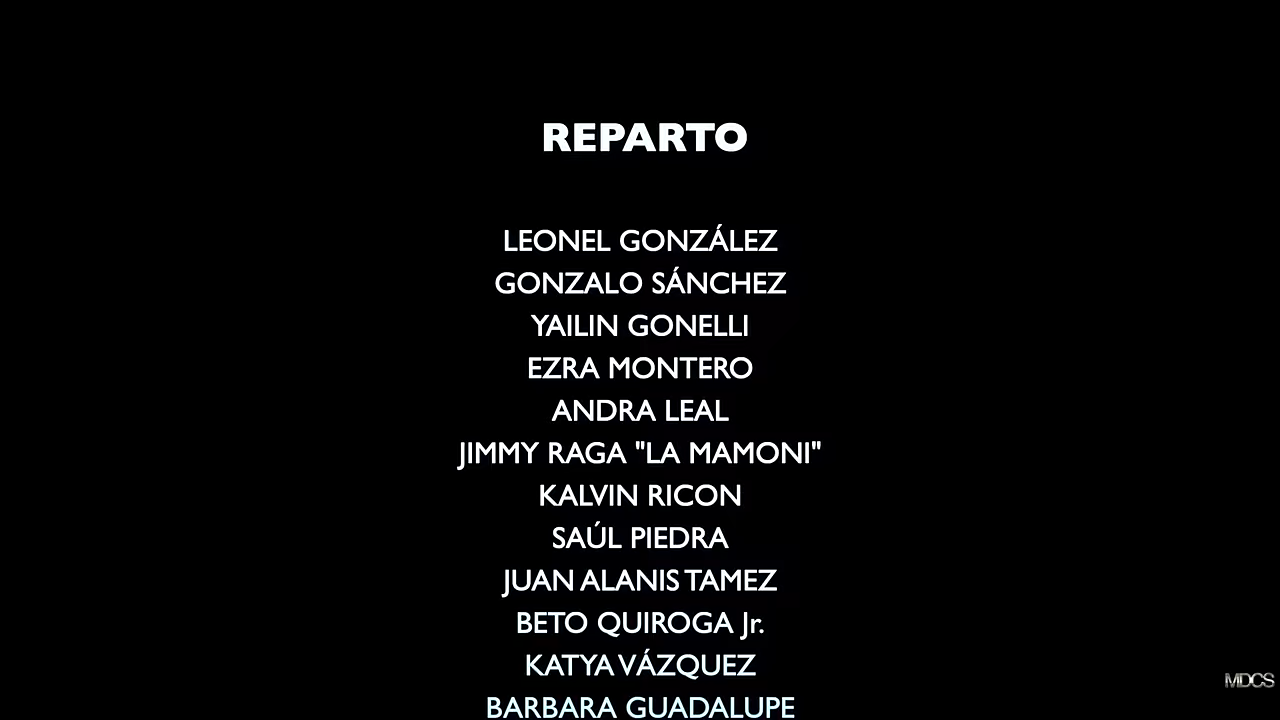 REPARTO
LEONEL GONZÁLEZ
GONZALO SÁNCHEZ
YAILIN GONELLI
EZRA MONTERO
ANDRA LEAL
JIMMY RAGA "LA MAMONI"
KALVIN RICON
SAÚL PIEDRA
JUAN ALANIS TAMEZ
BETO QUIROGA Jr.
KATYA VÁZQUEZ
BARBARA GUADALUPE
MDCS